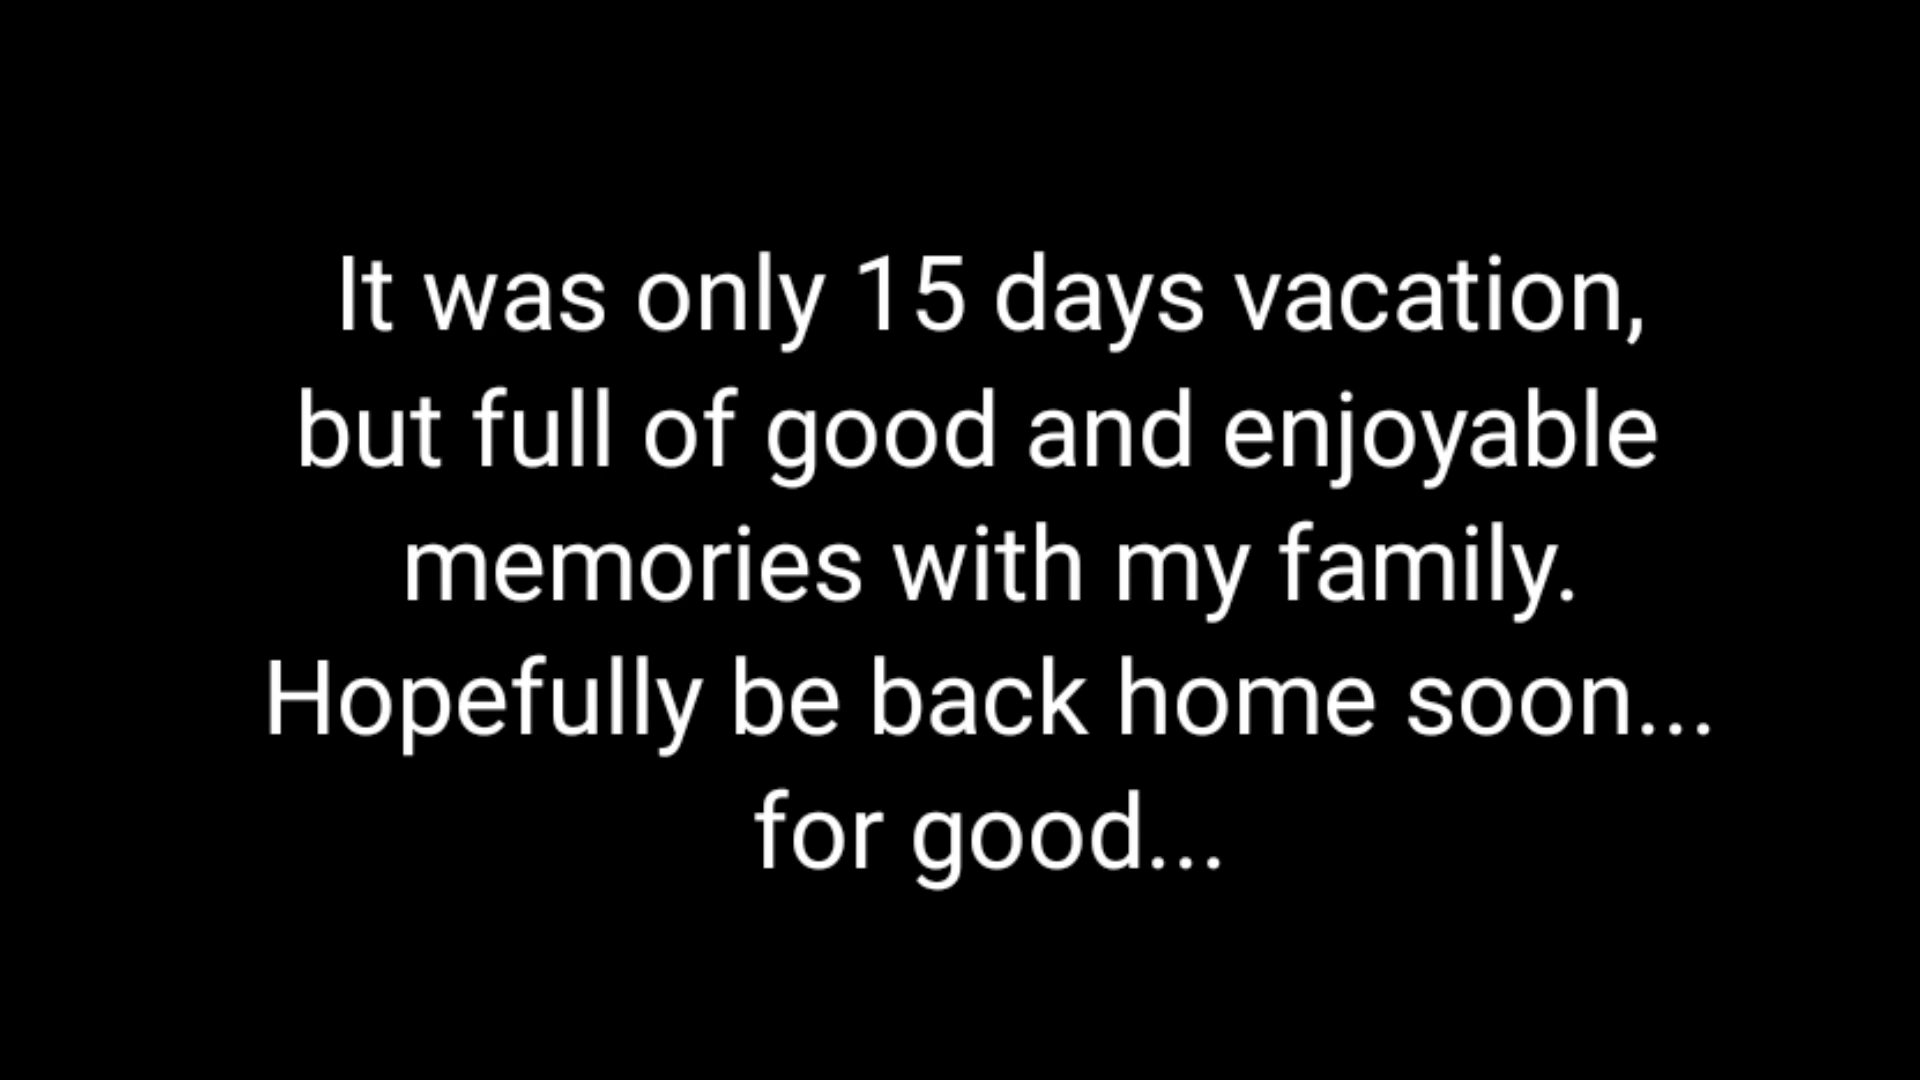 It was only 15 days vacation,
but full of good and enjoyable
memories with my family.
Hopefully be back home soon...
for good...